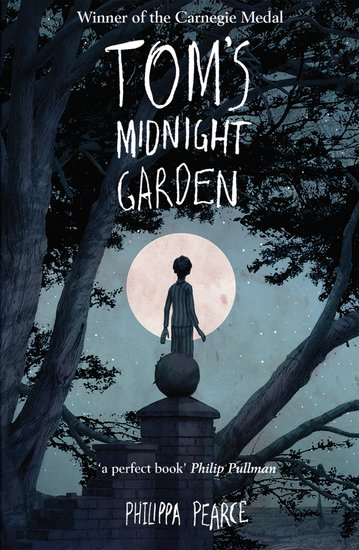 Winner of the Carnegie Medal
TOM'S
MIDNIGHT
GARDEN
'a perfect book' Philip Pullman
PHILIPPA PEARCE